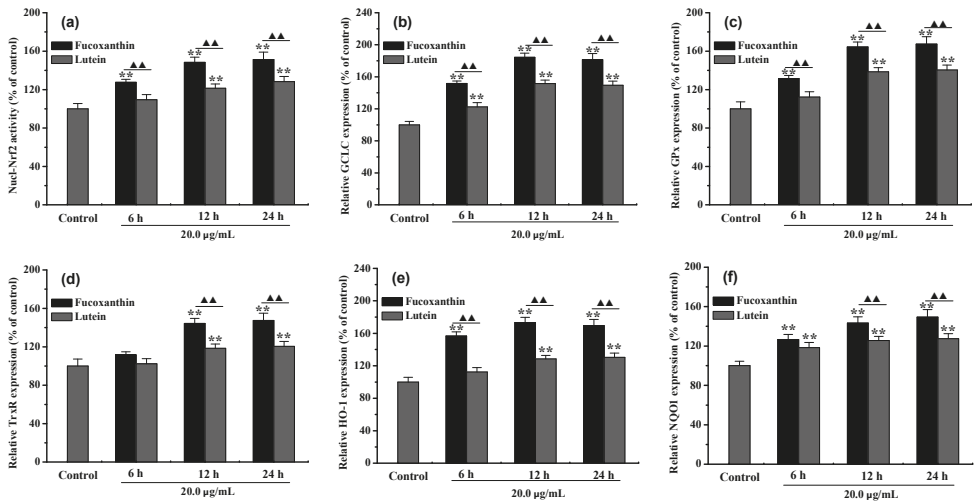 (a)
Fucoxanthin
Lutein
Nucl-Nrf2 activity (% of control)
200
160
120
80
40
0
** ▲▲
** ▲▲
**
** ▲▲
**
Control
6 h
12 h
24 h
20.0 μg/mL
(b)
Fucoxanthin
Lutein
Relative GCLC expression (% of control)
240
200
160
120
80
40
0
** ▲▲
**
** ▲▲
**
** ▲▲
**
Control
6 h
12 h
24 h
20.0 μg/mL
(c)
Fucoxanthin
Lutein
Relative GPx expression (% of control)
200
160
120
80
40
0
** ▲▲
** ▲▲
**
** ▲▲
**
Control
6 h
12 h
24 h
20.0 μg/mL
(d)
Fucoxanthin
Lutein
Relative TrxR expression (% of control)
200
160
120
80
40
0
** ▲▲
**
** ▲▲
**
Control
6 h
12 h
24 h
20.0 μg/mL
(e)
Fucoxanthin
Lutein
Relative HO-1 expression (% of control)
240
200
160
120
80
40
0
** ▲▲
** ▲▲
**
** ▲▲
**
Control
6 h
12 h
24 h
20.0 μg/mL
(f)
Fucoxanthin
Lutein
Relative NQO1 expression (% of control)
200
160
120
80
40
0
**
**
** ▲▲
**
** ▲▲
**
Control
6 h
12 h
24 h
20.0 μg/mL